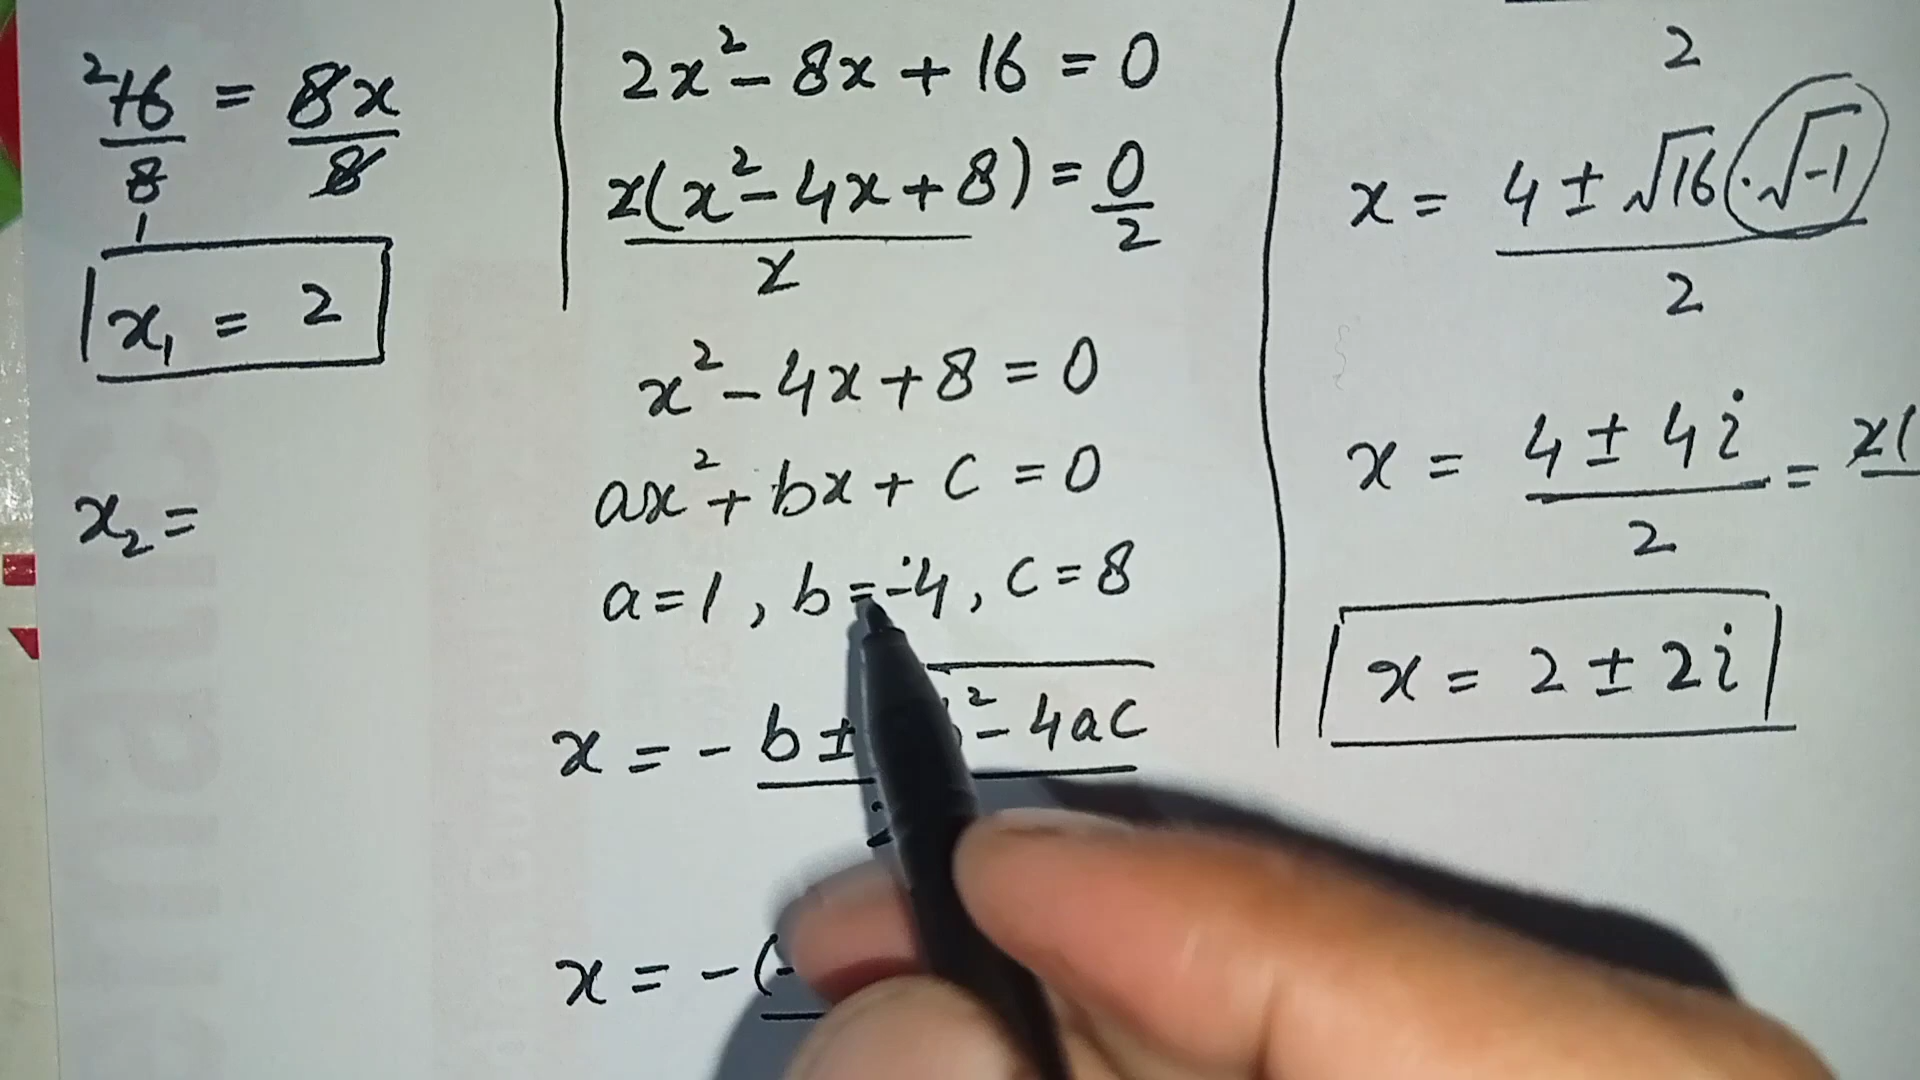 2
16/8 = 8x/8
1
x₁ = 2
x₂ =
2x² - 8x + 16 = 0
2(x² - 4x + 8)/2 = 0/2
x² - 4x + 8 = 0
ax² + bx + c = 0
a = 1, b = -4, c = 8
x = - b ± b² - 4ac
x = -(-
2
x = 4 ± √16 · √-1 / 2
x = 4 ± 4i / 2 = 2(
x = 2 ± 2i